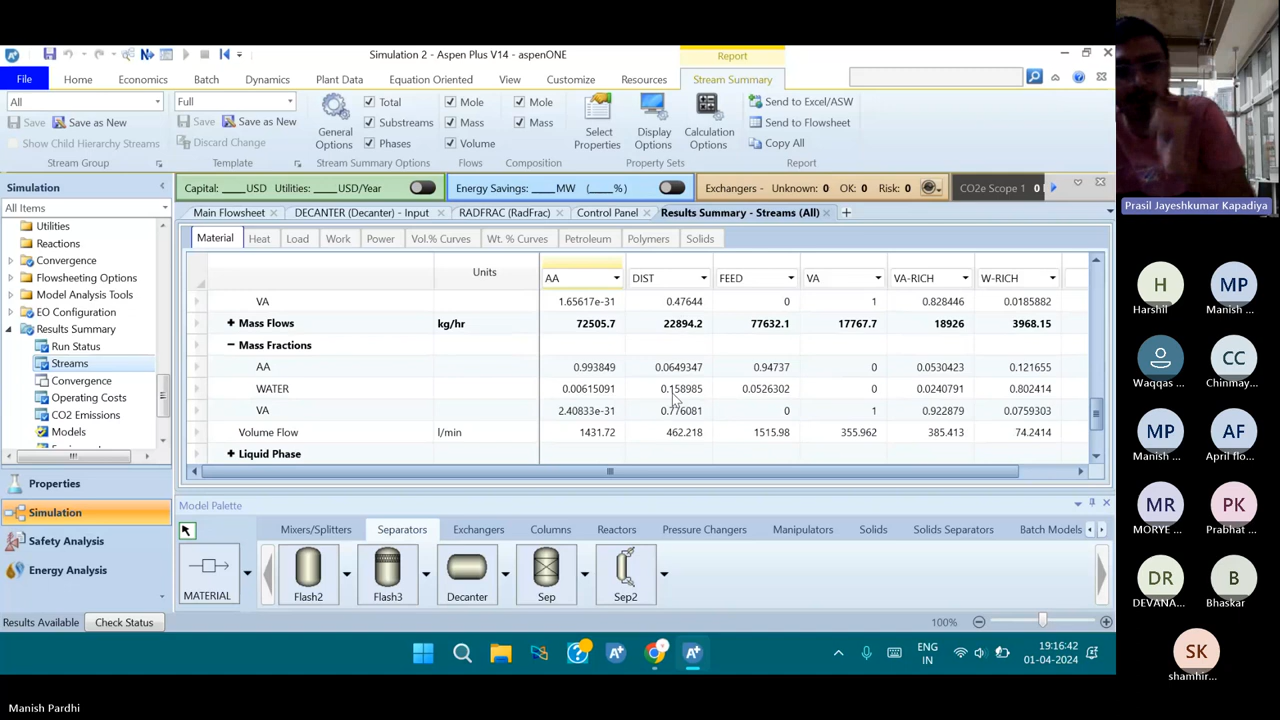 Simulation 2 - Aspen Plus V14 - aspenONE
Report
File Home Economics Batch Dynamics Plant Data Equation Oriented View Customize Resources Stream Summary
All Full Total Mole Mole
Save Save as New Save Save as New Substreams Mass Mass
Show Child Hierarchy Streams Discard Change Phases Volume
General Options
Select Properties
Display Options
Calculation Options
Send to Excel/ASW
Send to Flowsheet
Copy All
Stream Group Template Stream Summary Options Flows Composition Property Sets Report
Simulation
Capital: ____USD Utilities: ____USD/Year Energy Savings: ____MW (____%) Exchangers - Unknown: 0 OK: 0 Risk: 0 CO2e Scope 1 0
All Items
Main Flowsheet DECANTER (Decanter) - Input RADFRAC (RadFrac) Control Panel Results Summary - Streams (All)
Utilities
Reactions
Convergence
Flowsheeting Options
Model Analysis Tools
EO Configuration
Results Summary
Run Status
Streams
Convergence
Operating Costs
CO2 Emissions
Models
Material Heat Load Work Power Vol.% Curves Wt. % Curves Petroleum Polymers Solids
Units AA DIST FEED VA VA-RICH W-RICH
VA 1.65617e-31 0.47644 0 1 0.828446 0.0185882
Mass Flows kg/hr 72505.7 22894.2 77632.1 17767.7 18926 3968.15
Mass Fractions
AA 0.993849 0.0649347 0.94737 0 0.0530423 0.121655
WATER 0.00615091 0.158985 0.0526302 0 0.0240791 0.802414
VA 2.40833e-31 0.776081 0 1 0.922879 0.0759303
Volume Flow l/min 1431.72 462.218 1515.98 355.962 385.413 74.2414
Liquid Phase
Properties
Simulation
Safety Analysis
Energy Analysis
Model Palette
Mixers/Splitters Separators Exchangers Columns Reactors Pressure Changers Manipulators Solids Solids Separators Batch Models
MATERIAL Flash2 Flash3 Decanter Sep Sep2
Results Available Check Status 100%
ENG
IN
19:16:42
01-04-2024
Manish Pardhi
Prasil Jayeshkumar Kapadiya
H MP
Harshil Manish ...
CC
Waqqas ... Chinmay...
MP AF
Manish ... April flo...
MR PK
MORYE ... Prabhat ...
DR B
DEVANA... Bhaskar
SK
shamhir...